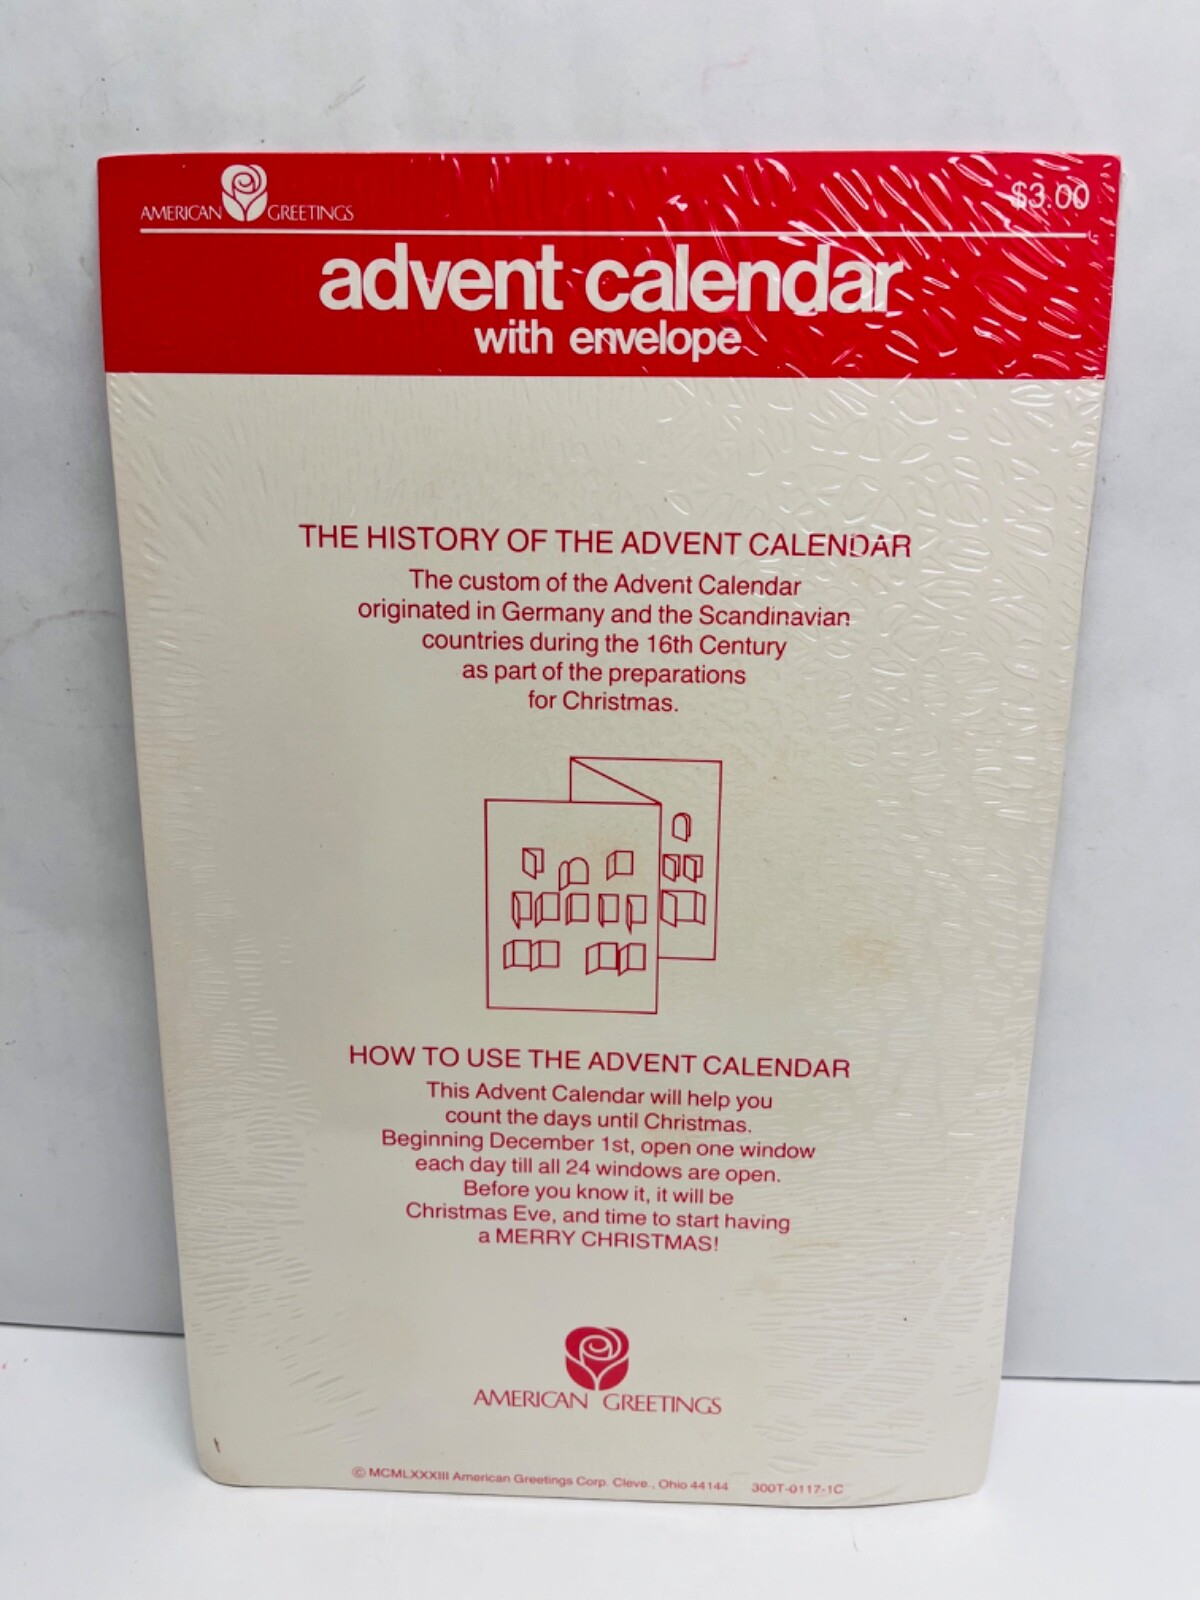 AMERICAN GREETINGS
$3.00
advent calendar
with envelope
THE HISTORY OF THE ADVENT CALENDAR
The custom of the Advent Calendar
originated in Germany and the Scandinavian
countries during the 16th Century
as part of the preparations
for Christmas.
HOW TO USE THE ADVENT CALENDAR
This Advent Calendar will help you
count the days until Christmas.
Beginning December 1st, open one window
each day till all 24 windows are open.
Before you know it, it will be
Christmas Eve, and time to start having
a MERRY CHRISTMAS!
AMERICAN GREETINGS
© MCMLXXXIII American Greetings Corp. Cleve., Ohio 44144 300T-0117-1C